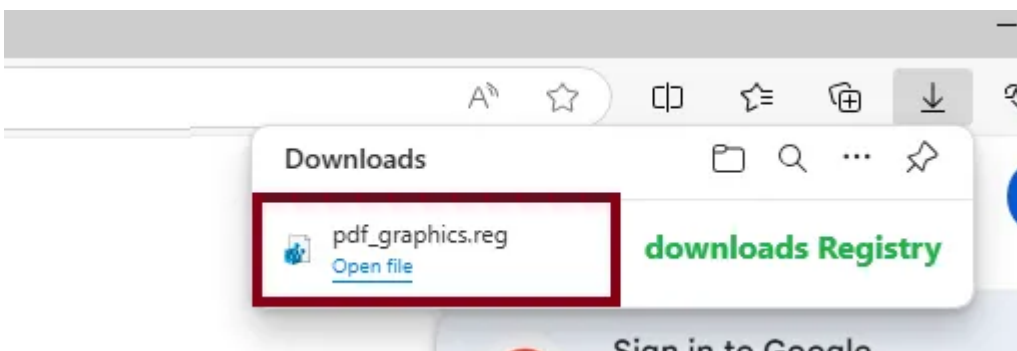 A
Downloads
pdf_graphics.reg
Open file
downloads Registry
Sign in to Google